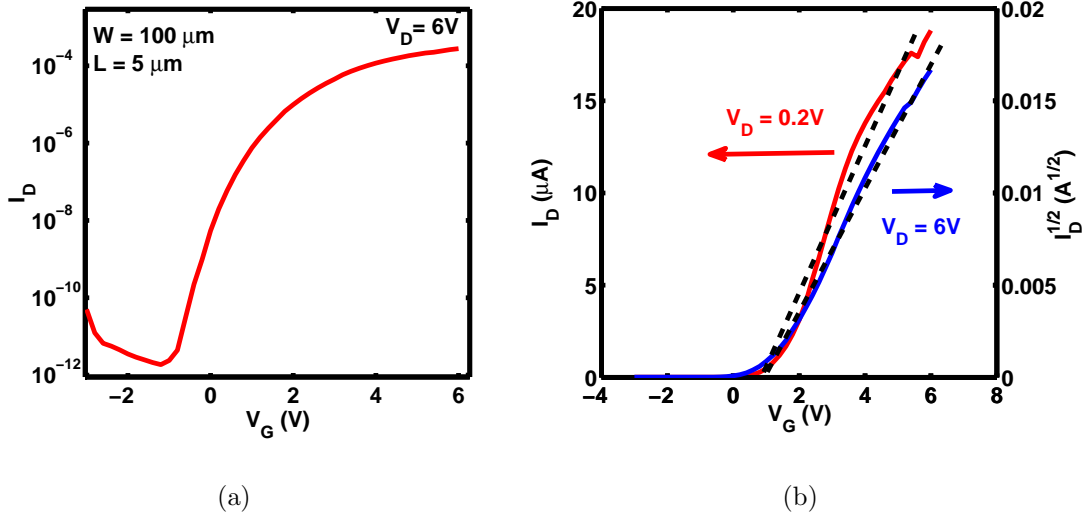 W = 100 μm
L = 5 μm
V_D = 6V
10^−4
10^−6
10^−8
10^−10
10^−12
I_D
−2
0
2
4
6
V_G (V)
(a)
20
15
10
5
0
I_D (μA)
V_D = 0.2V
V_D = 6V
0.02
0.015
0.01
0.005
0
I_D^1/2 (A^1/2)
−4
−2
0
2
4
6
8
V_G (V)
(b)